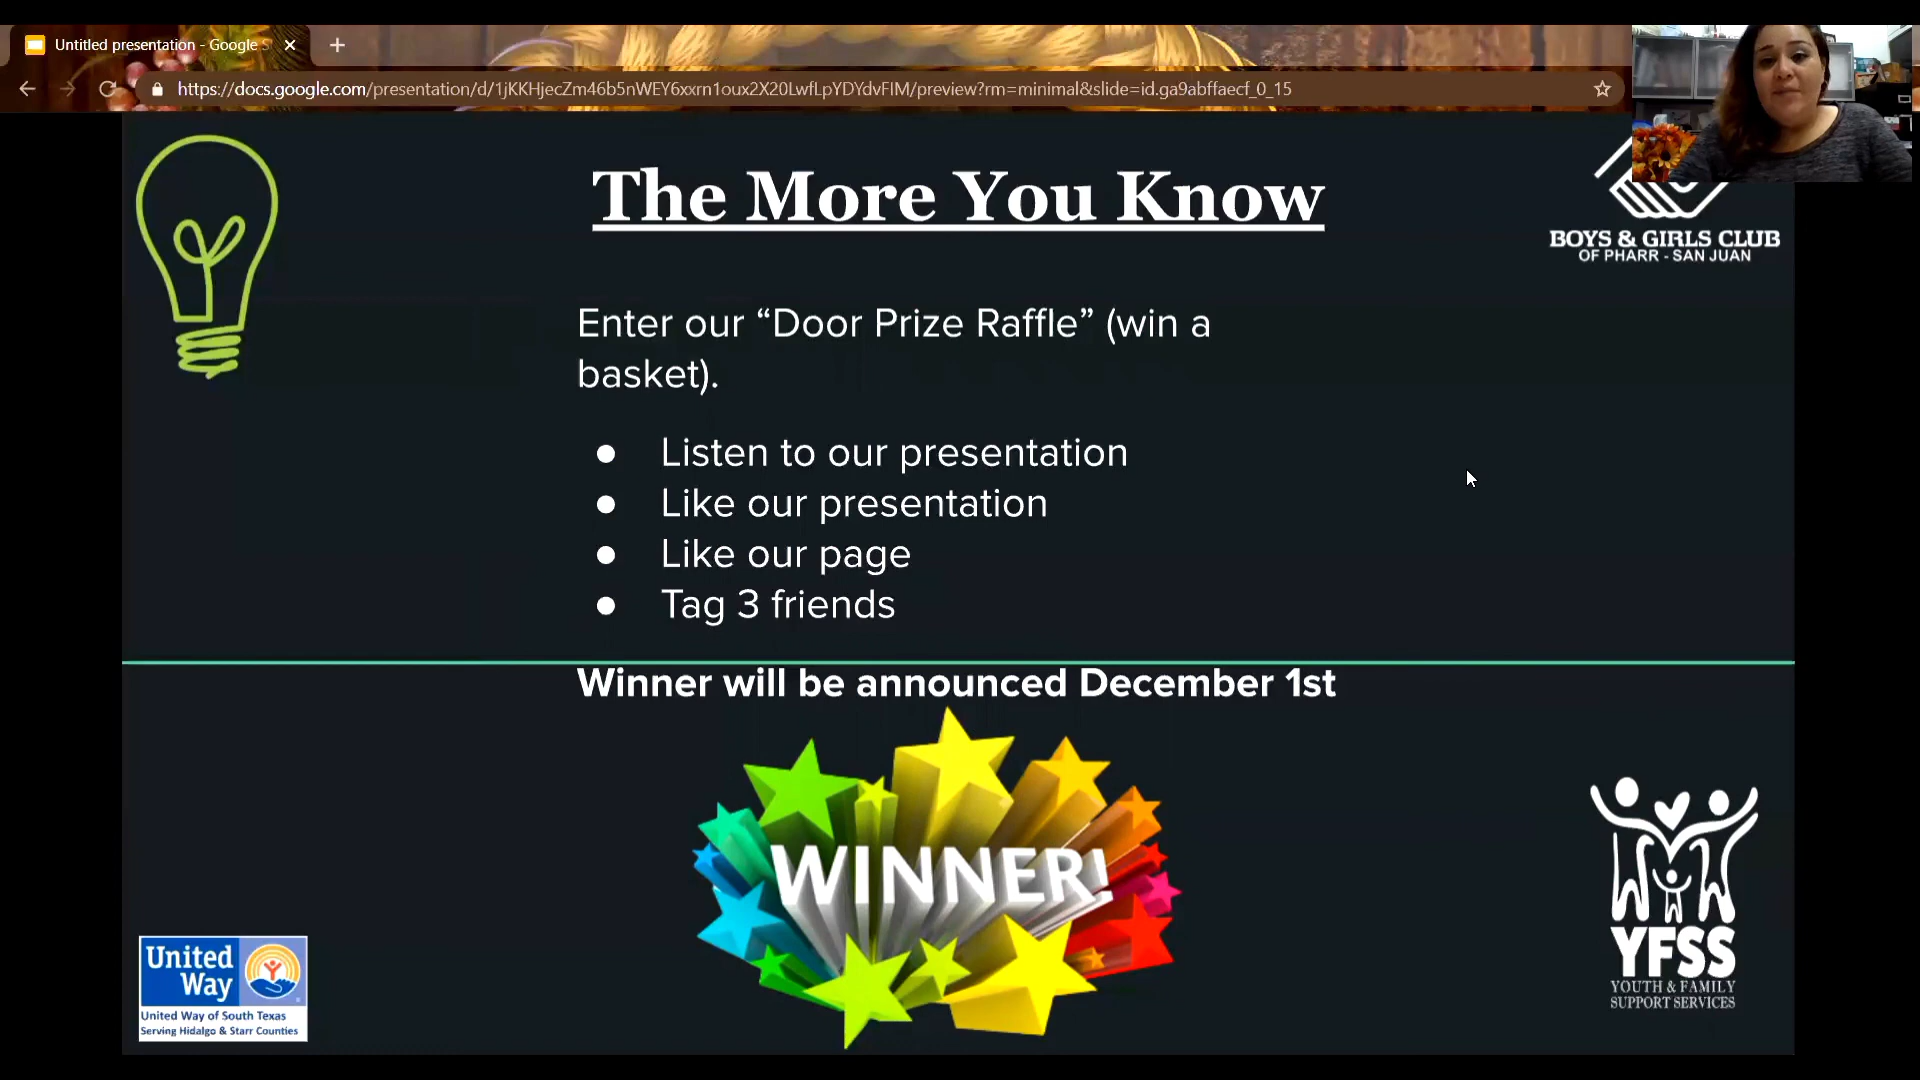 Untitled presentation - Google S
https://docs.google.com/presentation/d/1jKKHjecZm46b5nWEY6xxrn1oux2X20LwfLpYDYdvFIM/preview?rm=minimal&slide=id.ga9abffaecf_0_15
The More You Know
BOYS & GIRLS CLUB
OF PHARR - SAN JUAN
Enter our “Door Prize Raffle” (win a
basket).
● Listen to our presentation
● Like our presentation
● Like our page
● Tag 3 friends
Winner will be announced December 1st
WINNER!
United
Way
United Way of South Texas
Serving Hidalgo & Starr Counties
YFSS
YOUTH & FAMILY
SUPPORT SERVICES